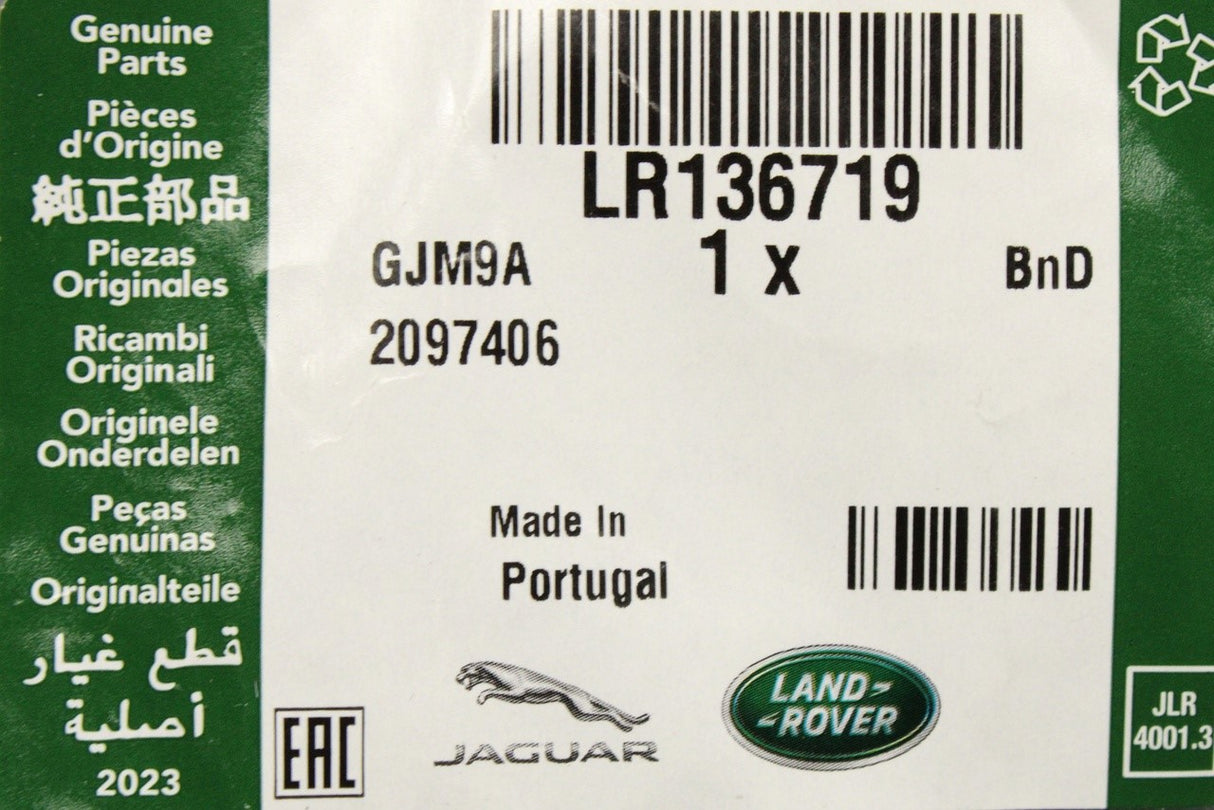 Genuine
Parts
Pièces
d'Origine
純正部品
Piezas
Originales
Ricambi
Originali
Originele
Onderdelen
Peças
Genuínas
Originalteile
قطع غيار
أصلية
2023
LR136719
GJM9A 1 x BnD
2097406
Made In
Portugal
EAC
JAGUAR
LAND-
-ROVER
JLR
4001.3